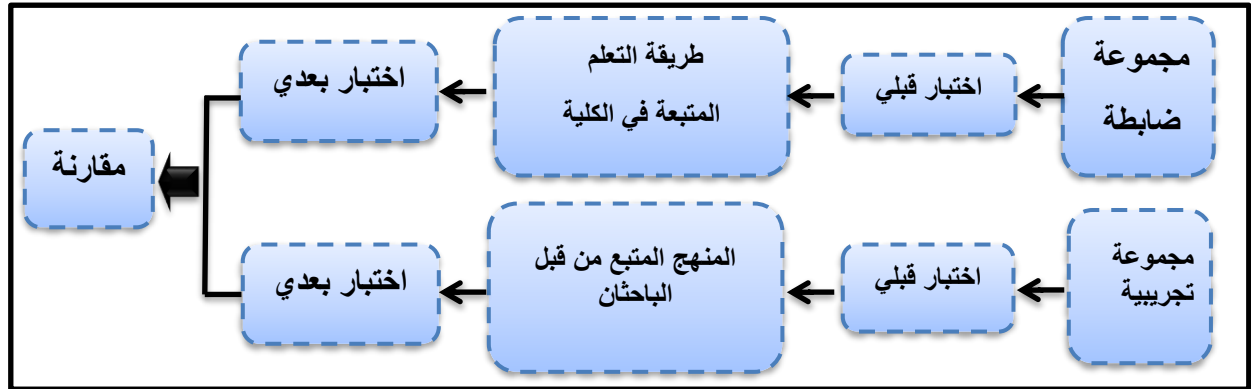 مجموعة
ضابطة
اختبار قبلي
طريقة التعلم
المتبعة في الكلية
اختبار بعدي
مجموعة
تجريبية
اختبار قبلي
المنهج المتبع من قبل
الباحثان
اختبار بعدي
مقارنة